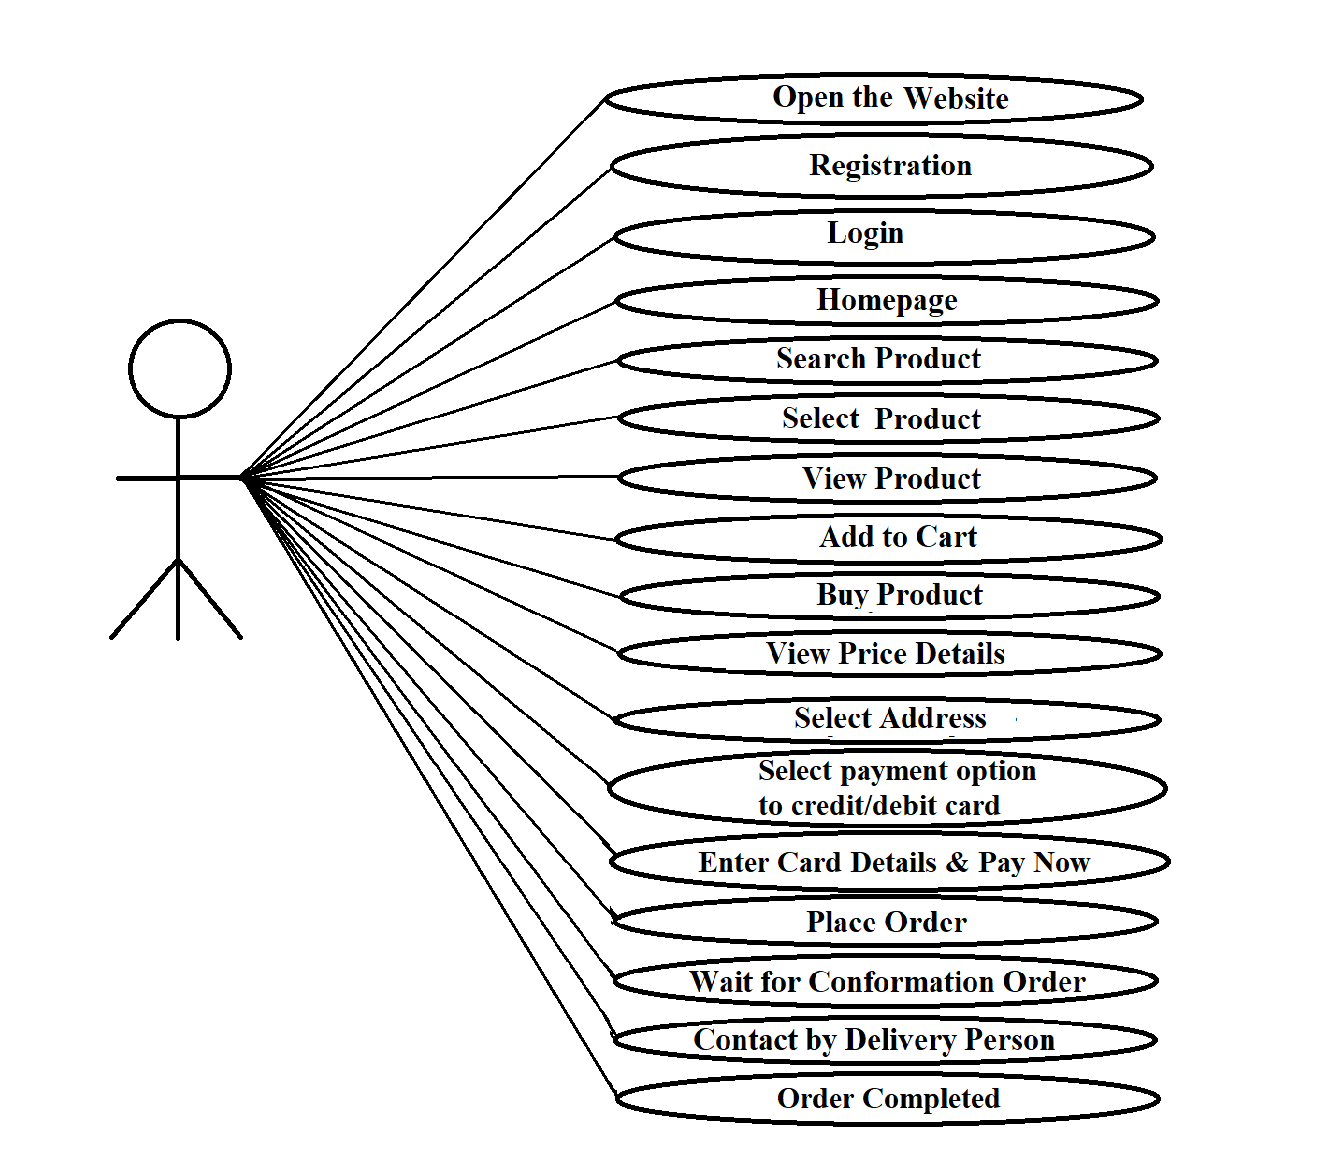 Open the Website
Registration
Login
Homepage
Search Product
Select Product
View Product
Add to Cart
Buy Product
View Price Details
Select Address
Select payment option
to credit/debit card
Enter Card Details & Pay Now
Place Order
Wait for Conformation Order
Contact by Delivery Person
Order Completed